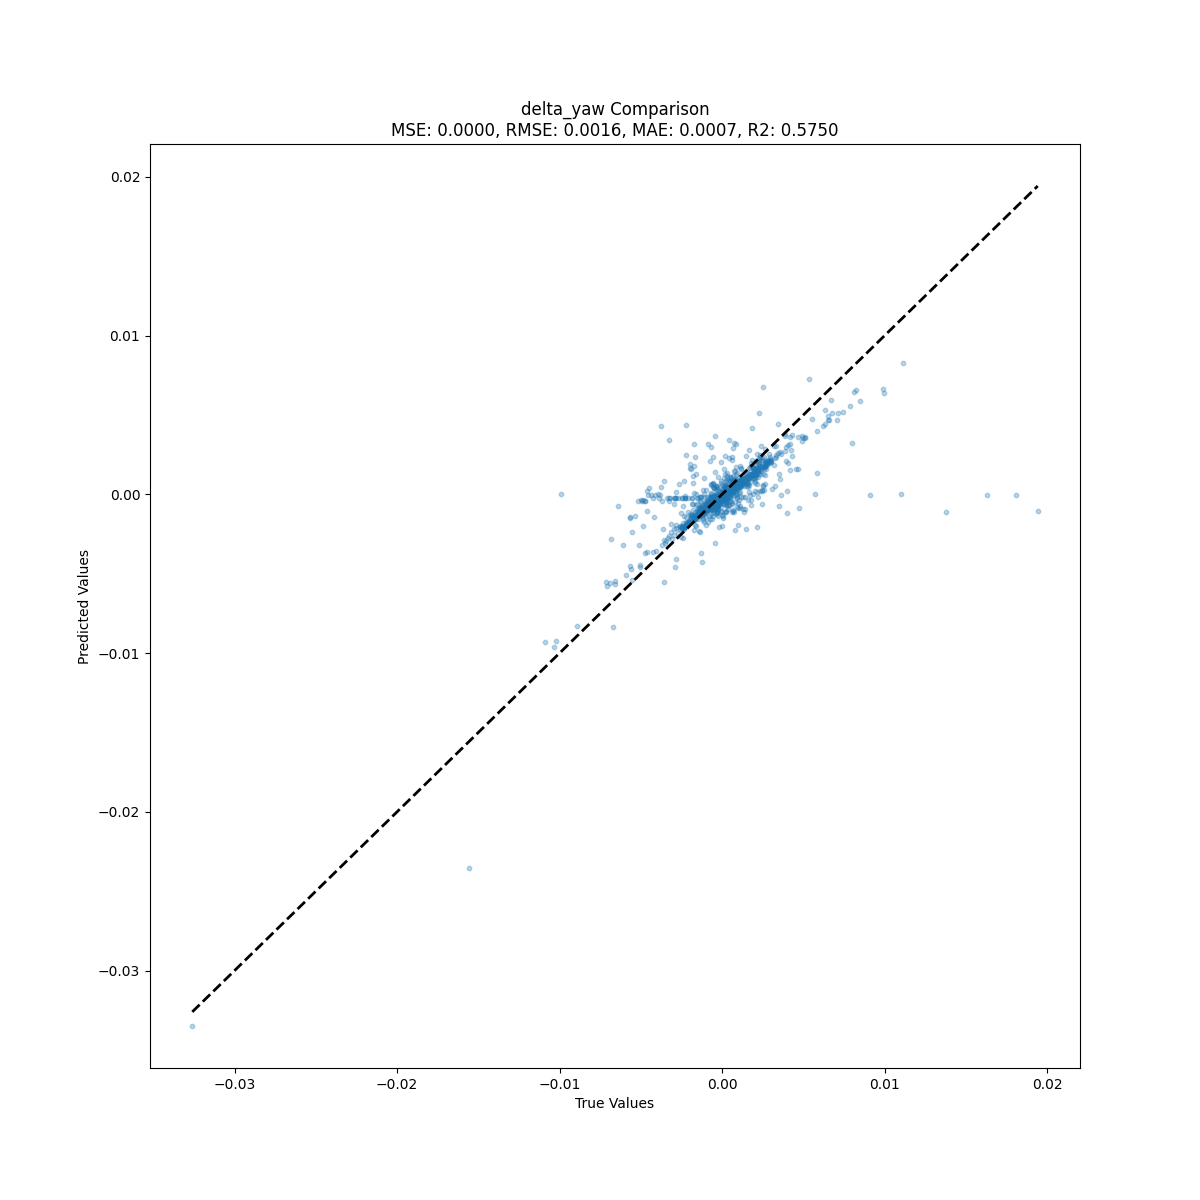 delta_yaw Comparison
MSE: 0.0000, RMSE: 0.0016, MAE: 0.0007, R2: 0.5750
0.02
0.01
0.00
−0.01
−0.02
−0.03
Predicted Values
−0.03 −0.02 −0.01 0.00 0.01 0.02
True Values